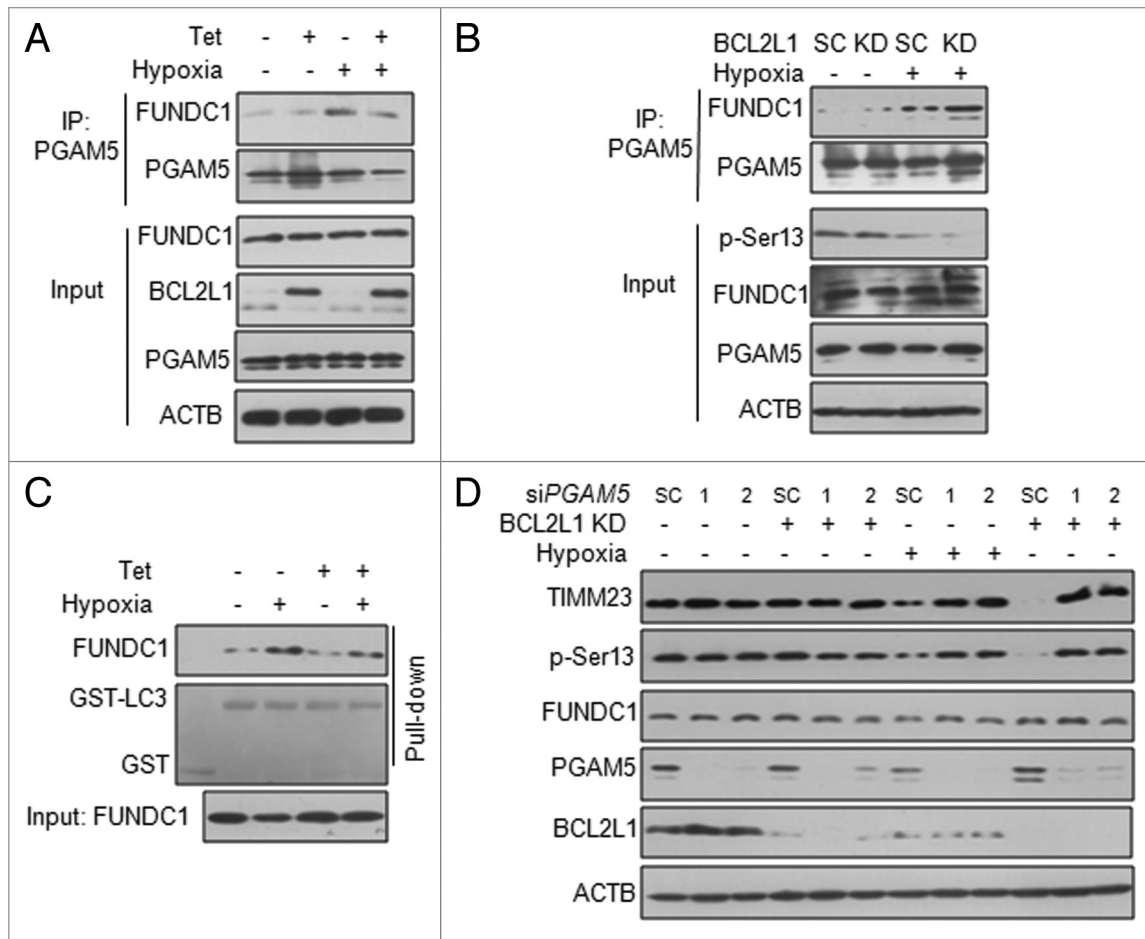 A
Tet - + - +
Hypoxia - - + +
IP: PGAM5
FUNDC1
PGAM5
Input
FUNDC1
BCL2L1
PGAM5
ACTB
B
BCL2L1 SC KD SC KD
Hypoxia - - + +
IP: PGAM5
FUNDC1
PGAM5
Input
p-Ser13
FUNDC1
PGAM5
ACTB
C
Tet - - + +
Hypoxia - + - +
FUNDC1
GST-LC3
GST
Pull-down
Input: FUNDC1
D
siPGAM5 SC 1 2 SC 1 2 SC 1 2 SC 1 2
BCL2L1 KD - - - + + + - - - + + +
Hypoxia - - - - - - + + + - - -
TIMM23
p-Ser13
FUNDC1
PGAM5
BCL2L1
ACTB